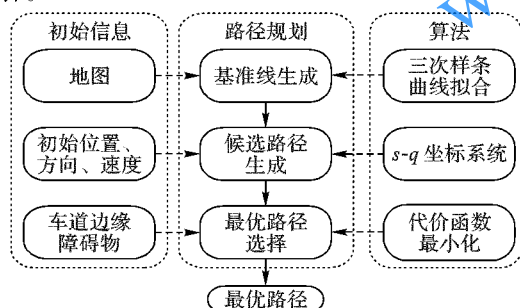 初始信息
路径规划
算法
地图
基准线生成
三次样条
曲线拟合
初始位置、
方向、速度
候选路径
生成
s-q 坐标系统
车道边缘
障碍物
最优路径
选择
代价函数
最小化
最优路径